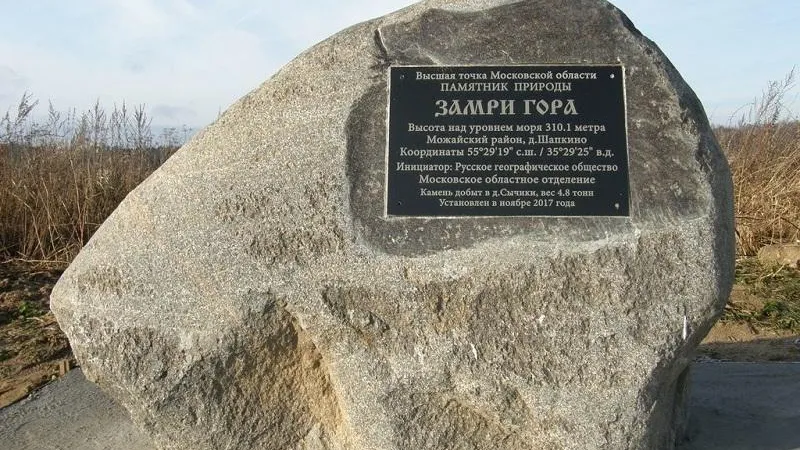 Высшая точка Московской области
ПАМЯТНИК ПРИРОДЫ
ЗАМРИ ГОРА
Высота над уровнем моря 310.1 метра
Можайский район, д.Шапкино
Координаты 55°29'19" с.ш. / 35°29'25" в.д.
Инициатор: Русское географическое общество
Московское областное отделение
Камень добыт в д.Сычики, вес 4.8 тонн
Установлен в ноябре 2017 года